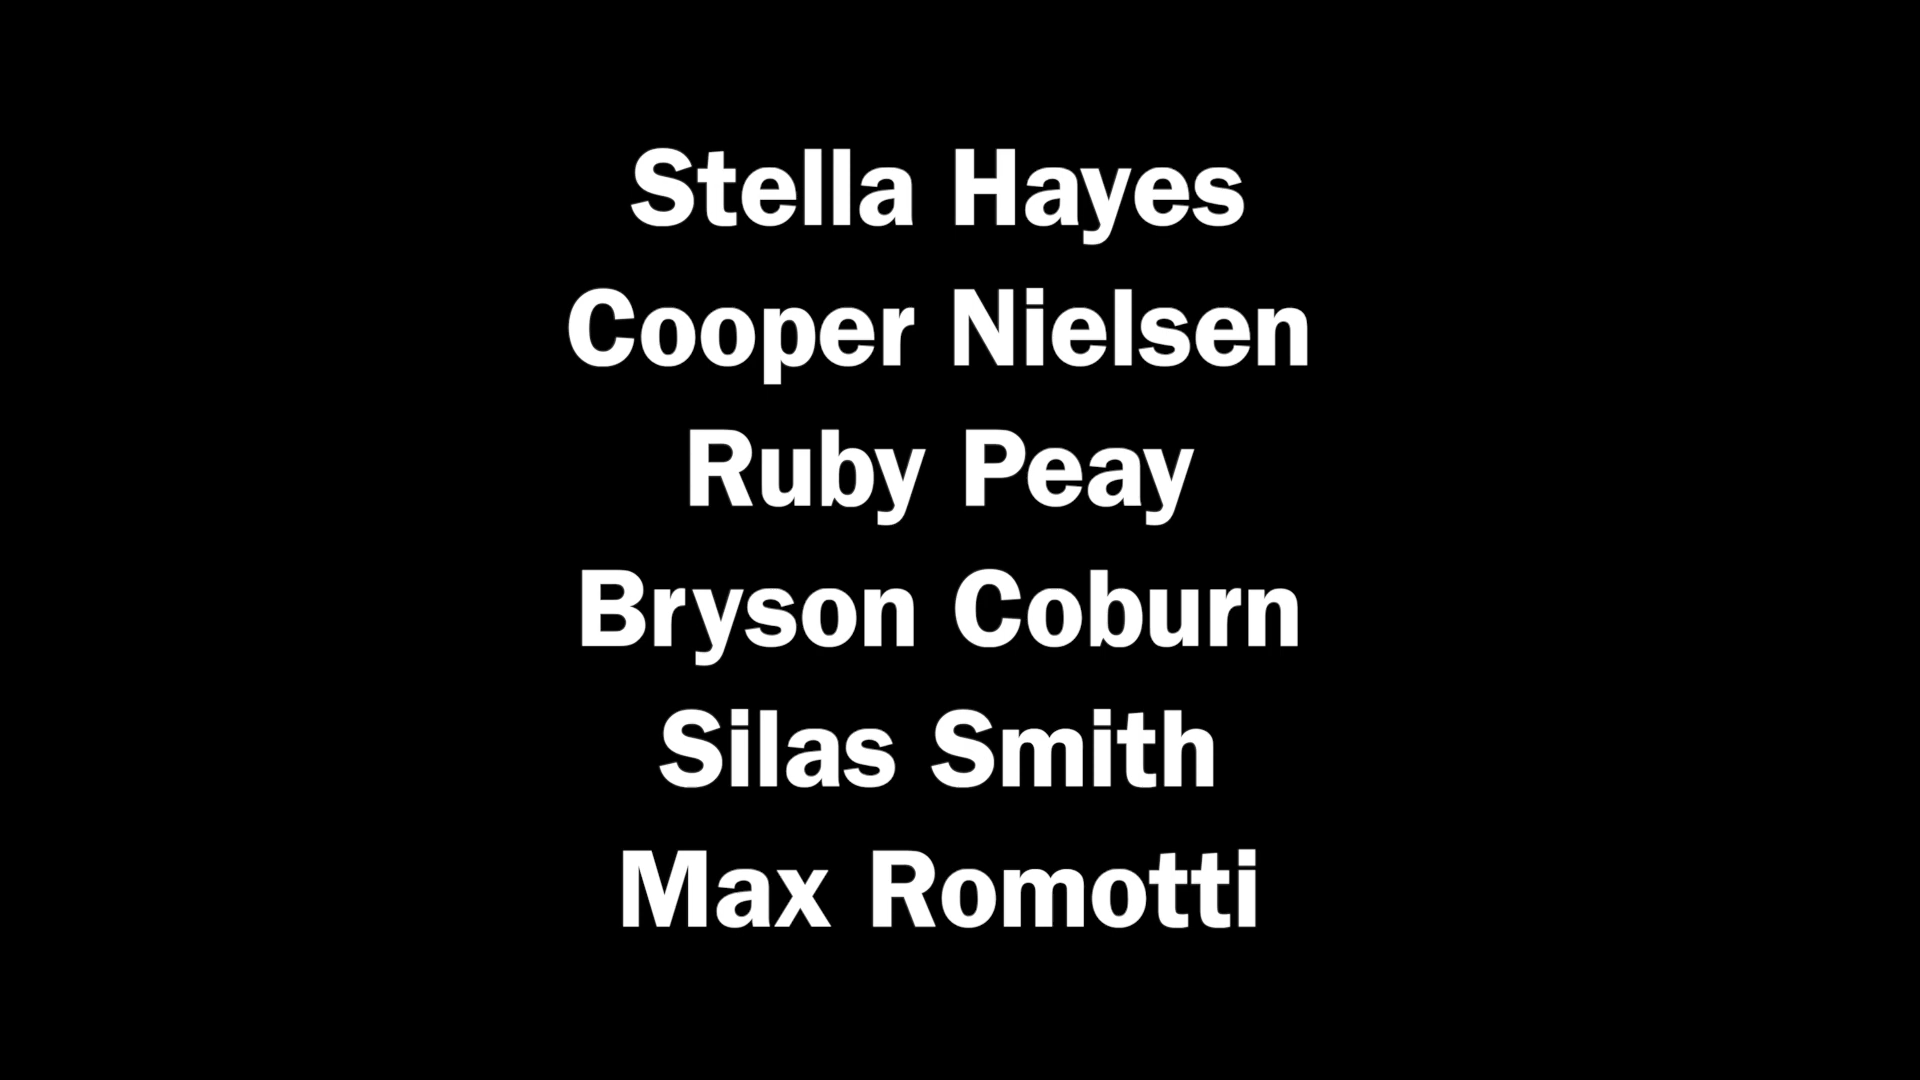 Stella Hayes
Cooper Nielsen
Ruby Peay
Bryson Coburn
Silas Smith
Max Romotti